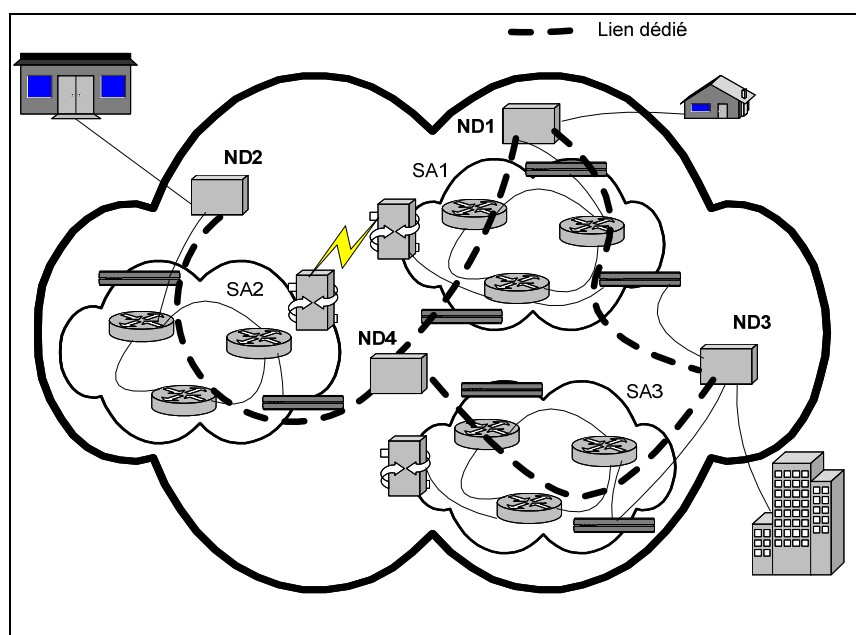 Lien dédié
ND1
SA1
ND2
SA2
ND3
ND4
SA3